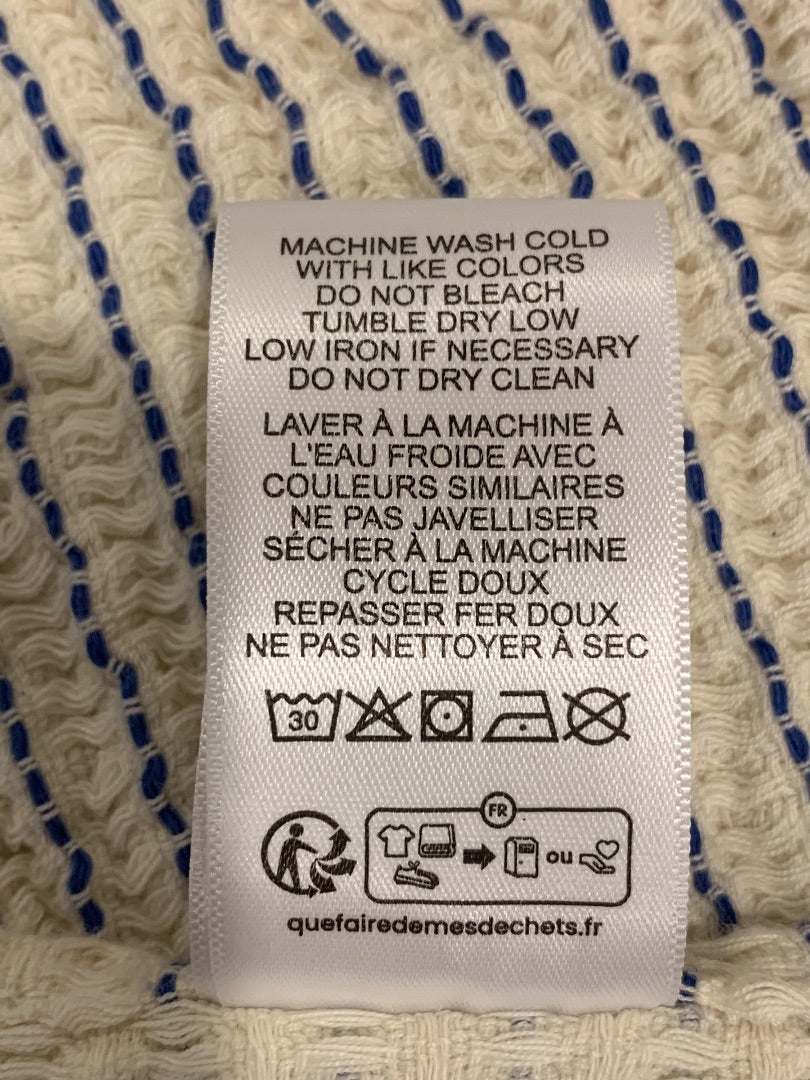 MACHINE WASH COLD
WITH LIKE COLORS
DO NOT BLEACH
TUMBLE DRY LOW
LOW IRON IF NECESSARY
DO NOT DRY CLEAN
LAVER À LA MACHINE À
L'EAU FROIDE AVEC
COULEURS SIMILAIRES
NE PAS JAVELLISER
SÉCHER À LA MACHINE
CYCLE DOUX
REPASSER FER DOUX
NE PAS NETTOYER À SEC
30
FR
ou
quefairedemesdechets.fr